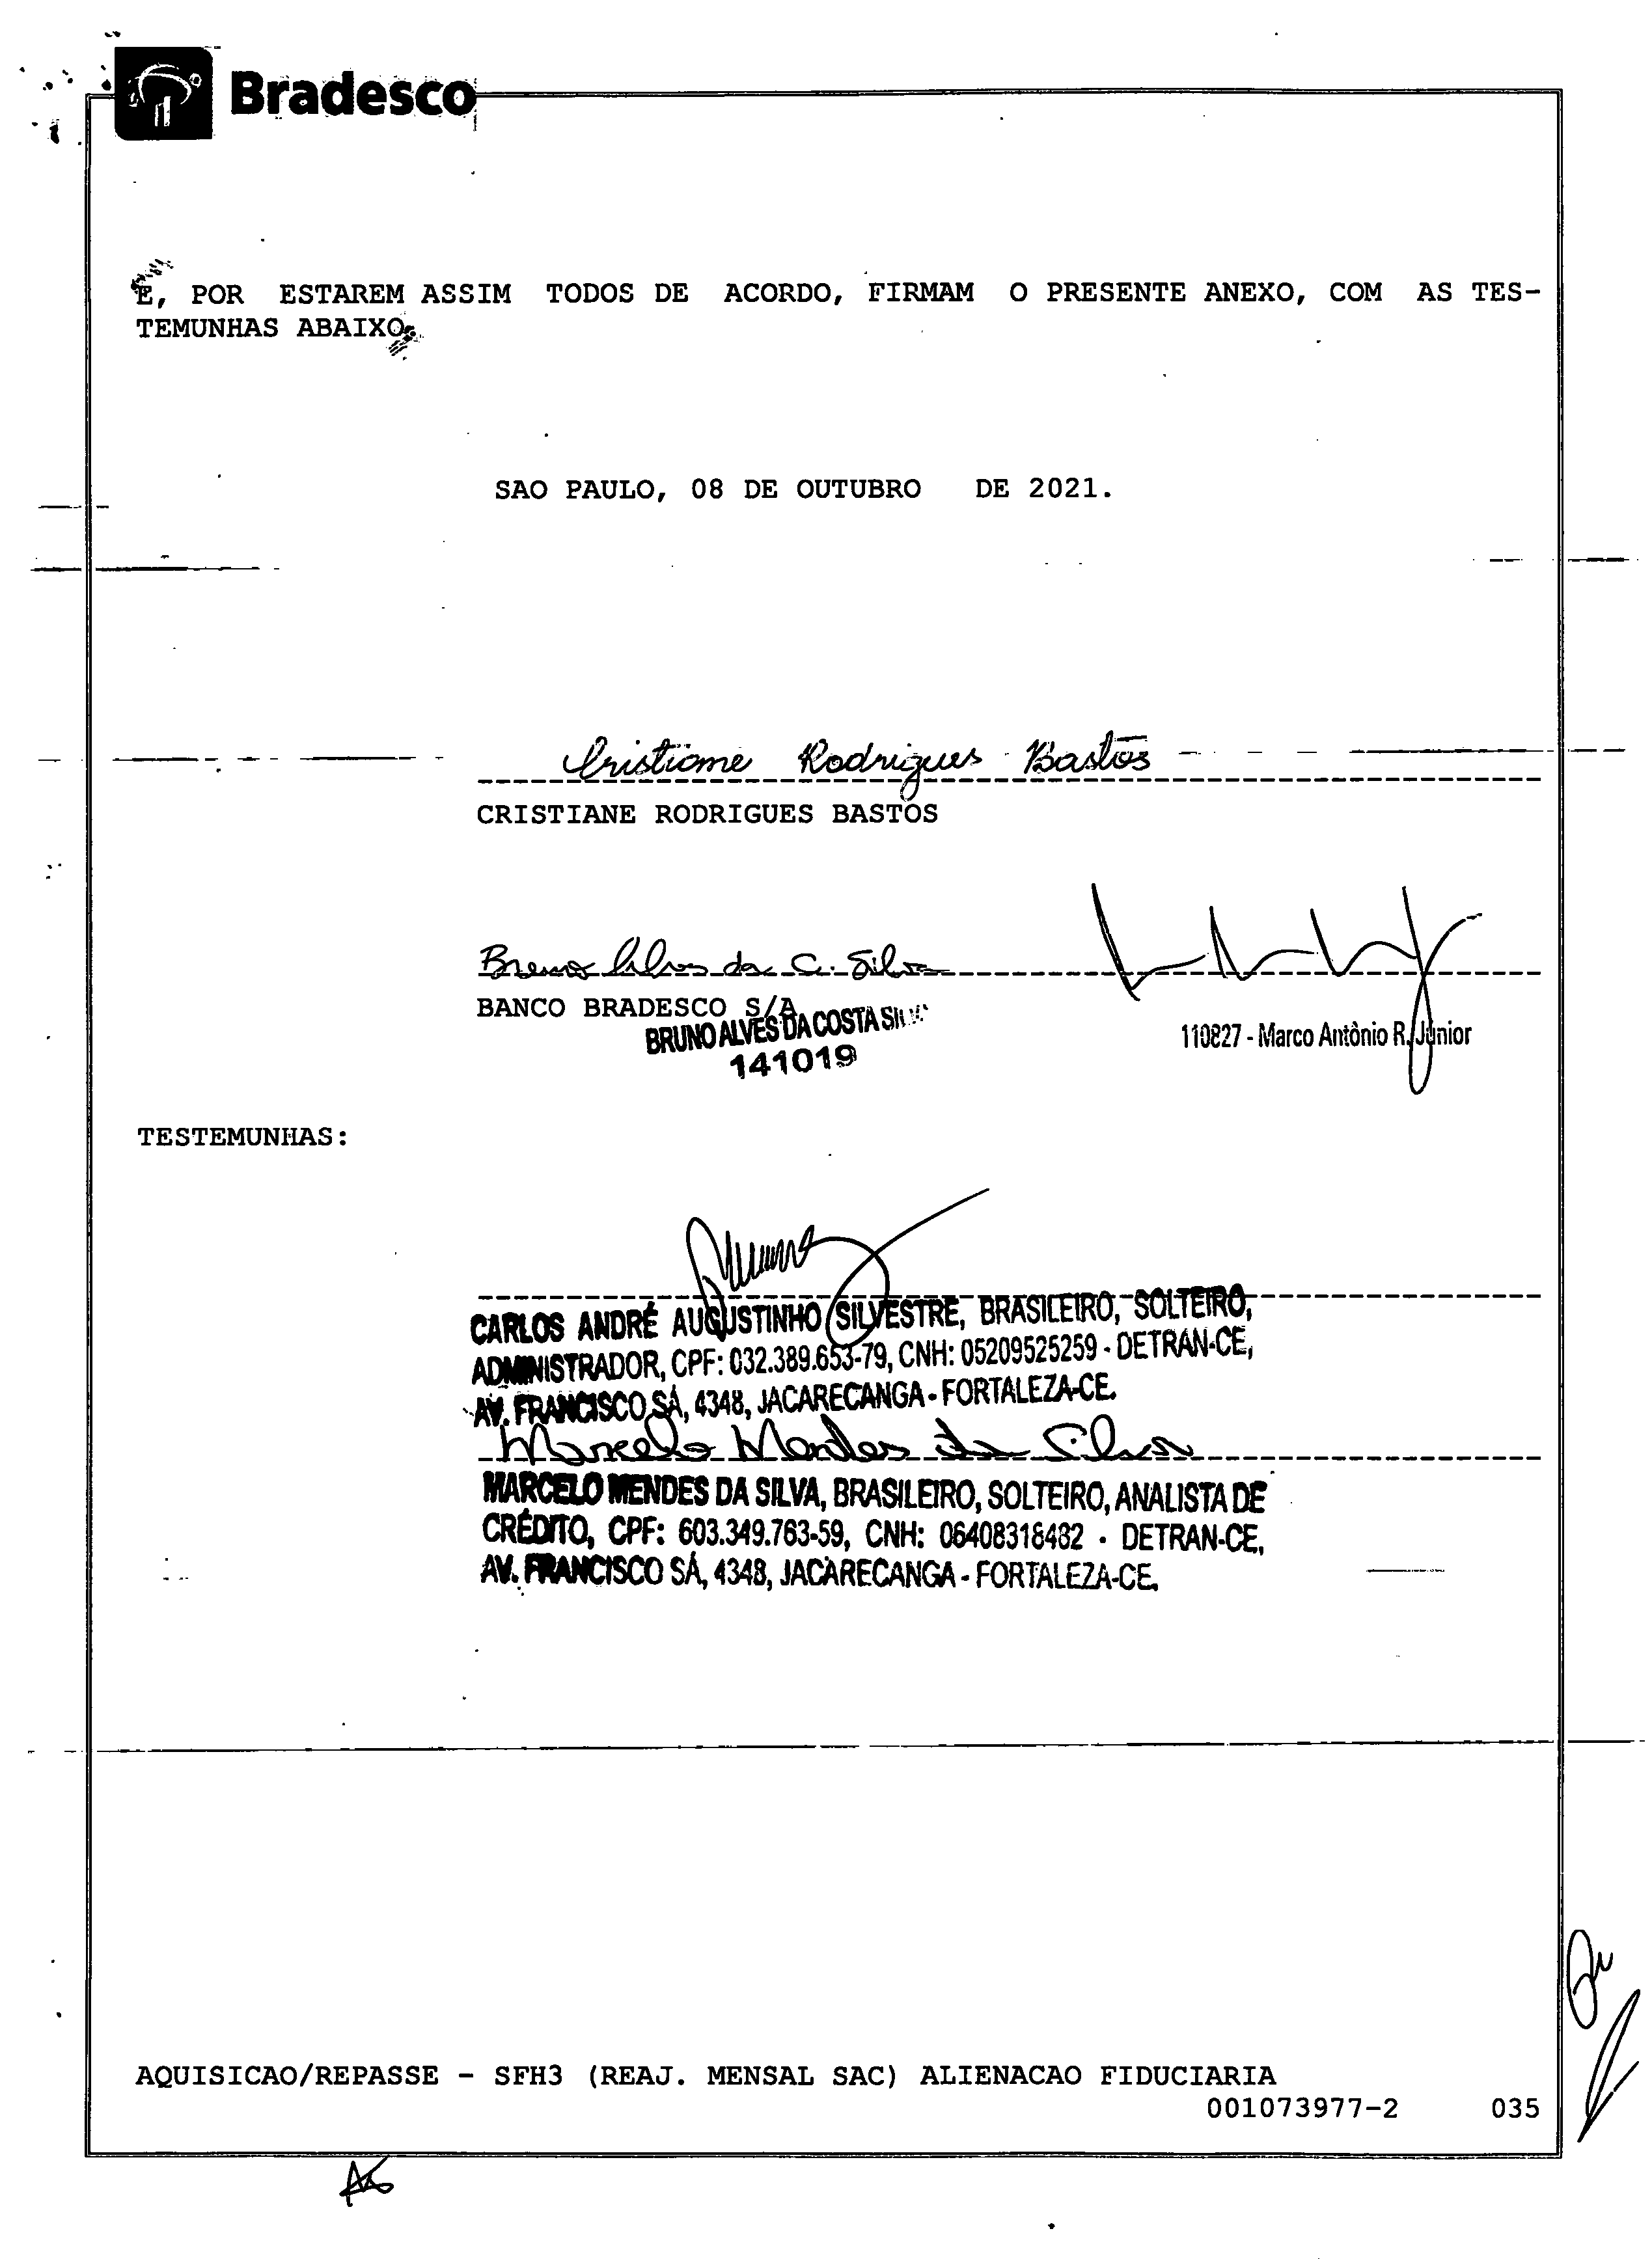 Bradesco
E, POR ESTAREM ASSIM TODOS DE ACORDO, FIRMAM O PRESENTE ANEXO, COM AS TES-
TEMUNHAS ABAIXO.
SAO PAULO, 08 DE OUTUBRO DE 2021.
Cristiane Rodrigues Bastos
CRISTIANE RODRIGUES BASTOS
Bruno Alves da C. Silva
BANCO BRADESCO S/A
BRUNO ALVES DA COSTA SILVA
141019
110827 - Marco Antônio R. Junior
TESTEMUNHAS:
CARLOS ANDRÉ AUGUSTINHO SILVESTRE, BRASILEIRO, SOLTEIRO,
ADMINISTRADOR, CPF: 032.389.653-79, CNH: 05209525259 - DETRAN-CE,
AV. FRANCISCO SÁ, 4348, JACARECANGA - FORTALEZA-CE.
Marcelo Mendes da Silva
MARCELO MENDES DA SILVA, BRASILEIRO, SOLTEIRO, ANALISTA DE
CRÉDITO, CPF: 603.349.763-59, CNH: 06408318482 - DETRAN-CE,
AV. FRANCISCO SÁ, 4348, JACARECANGA - FORTALEZA-CE.
AQUISICAO/REPASSE - SFH3 (REAJ. MENSAL SAC) ALIENACAO FIDUCIARIA
001073977-2 035